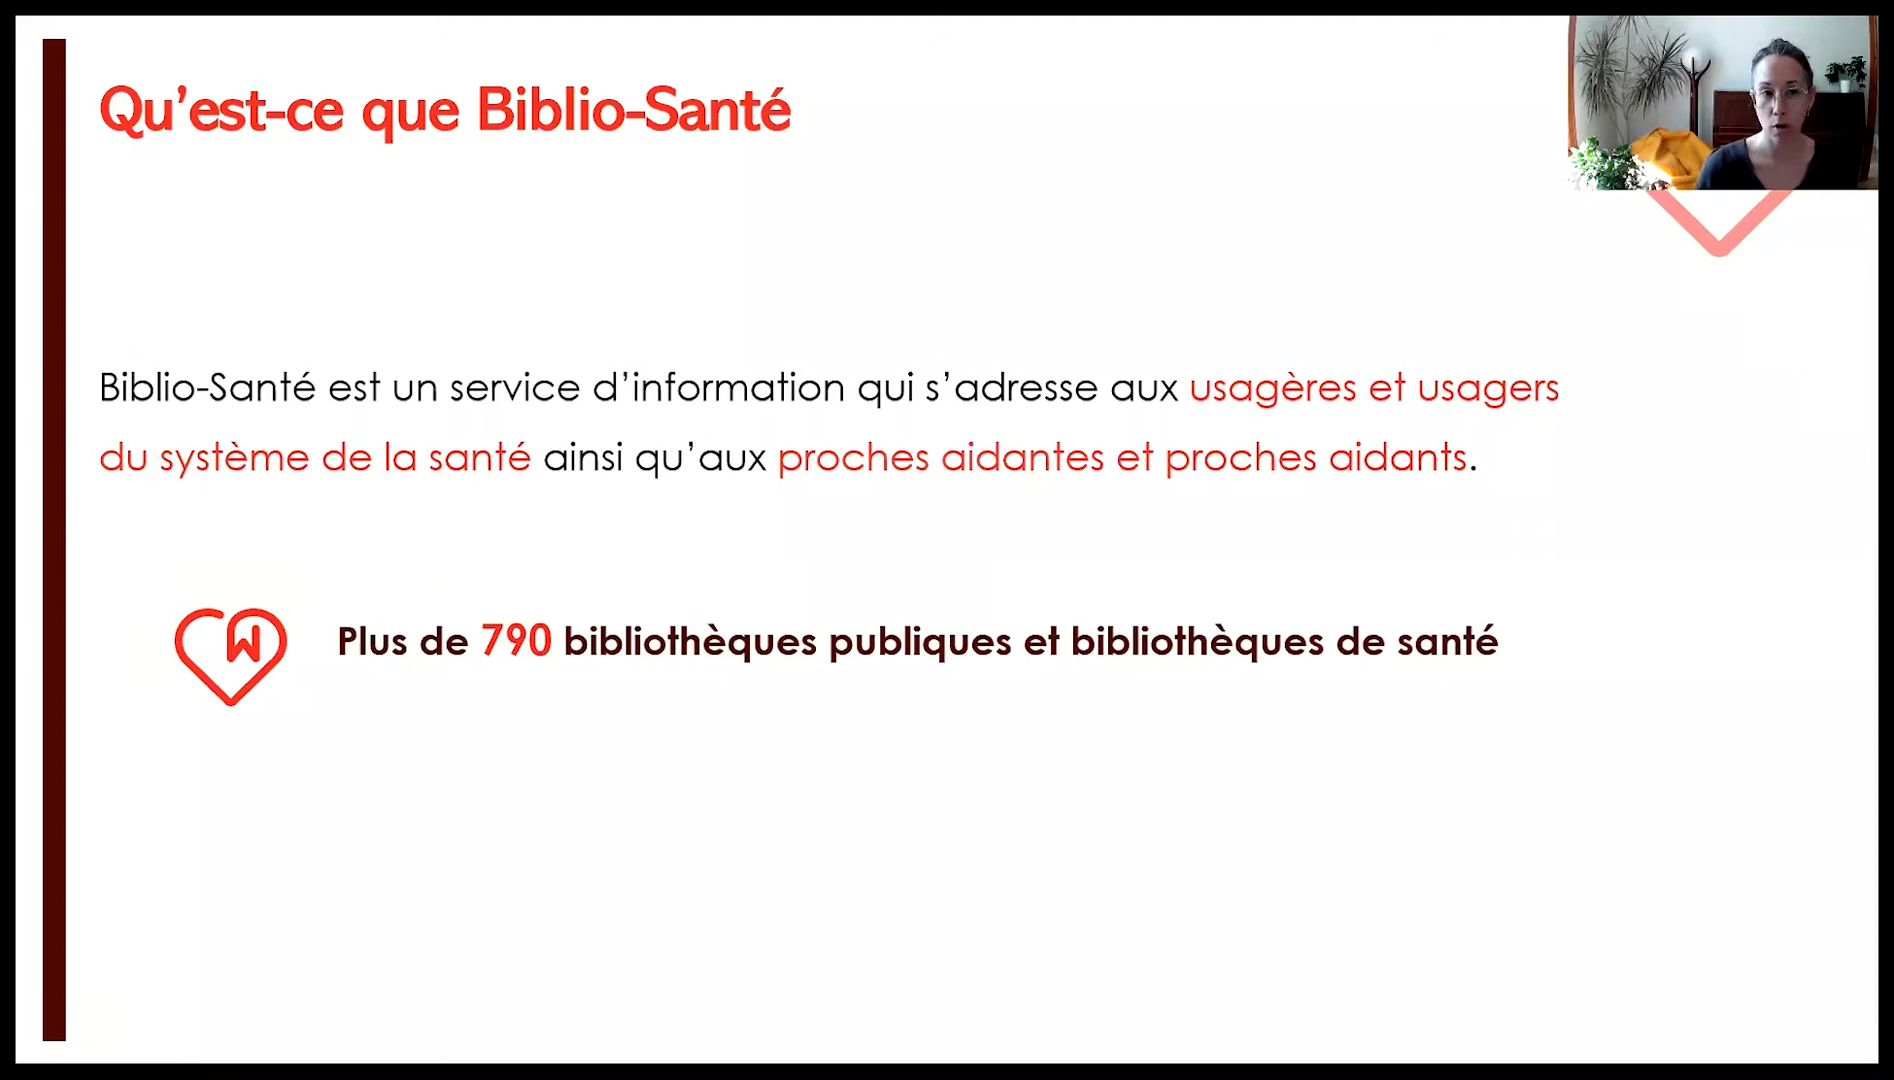 Qu’est-ce que Biblio-Santé
Biblio-Santé est un service d’information qui s’adresse aux usagères et usagers
du système de la santé ainsi qu’aux proches aidantes et proches aidants.
Plus de 790 bibliothèques publiques et bibliothèques de santé